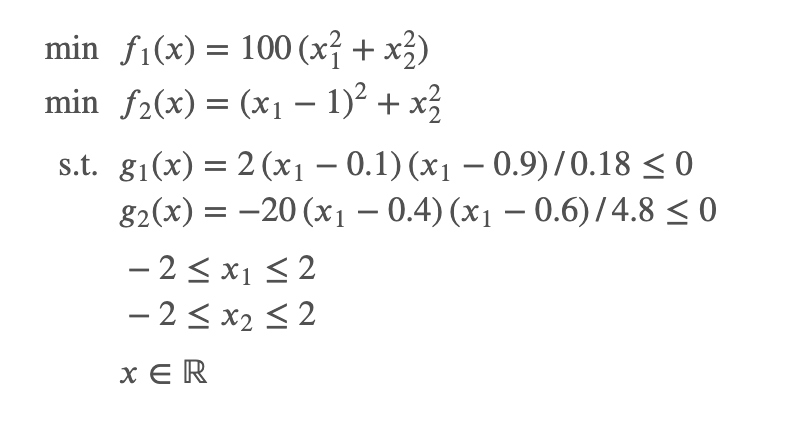 min f₁(x) = 100 (x₁² + x₂²)
min f₂(x) = (x₁ − 1)² + x₂²
s.t. g₁(x) = 2 (x₁ − 0.1) (x₁ − 0.9) / 0.18 ≤ 0
g₂(x) = −20 (x₁ − 0.4) (x₁ − 0.6) / 4.8 ≤ 0
− 2 ≤ x₁ ≤ 2
− 2 ≤ x₂ ≤ 2
x ∈ ℝ